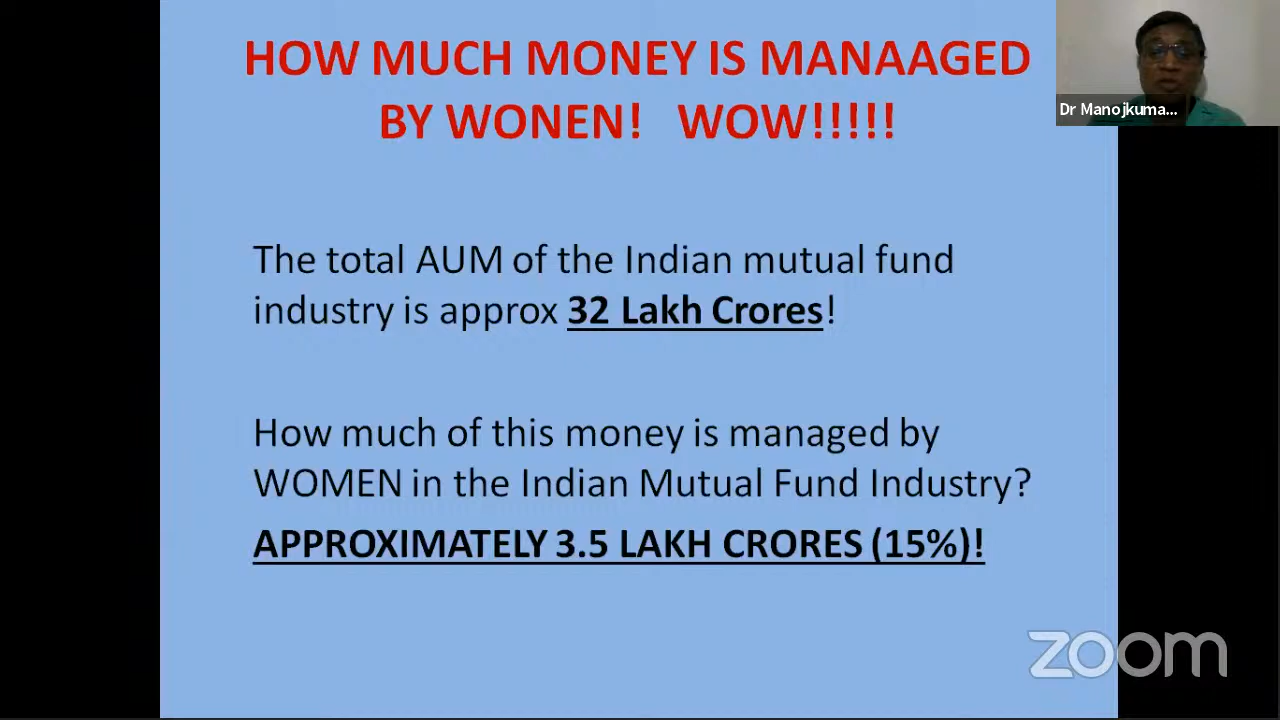 HOW MUCH MONEY IS MANAAGED
BY WONEN! WOW!!!!!
Dr Manojkuma...
The total AUM of the Indian mutual fund
industry is approx 32 Lakh Crores!
How much of this money is managed by
WOMEN in the Indian Mutual Fund Industry?
APPROXIMATELY 3.5 LAKH CRORES (15%)!
zoom